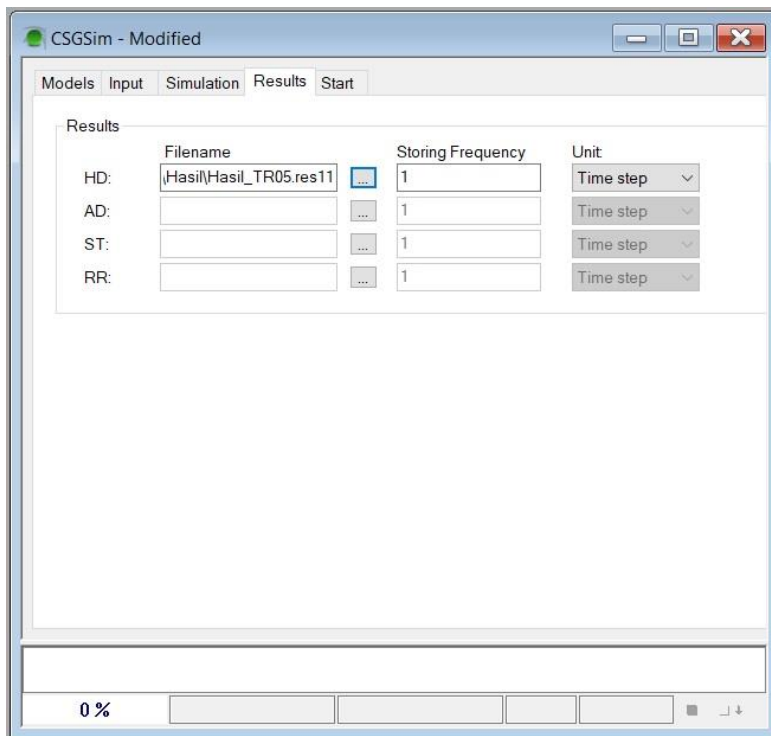 CSGSim - Modified
Models Input Simulation Results Start
Results
Filename Storing Frequency Unit
HD: \Hasil\Hasil_TR05.res11 ... 1 Time step
AD: ... 1 Time step
ST: ... 1 Time step
RR: ... 1 Time step
0 %